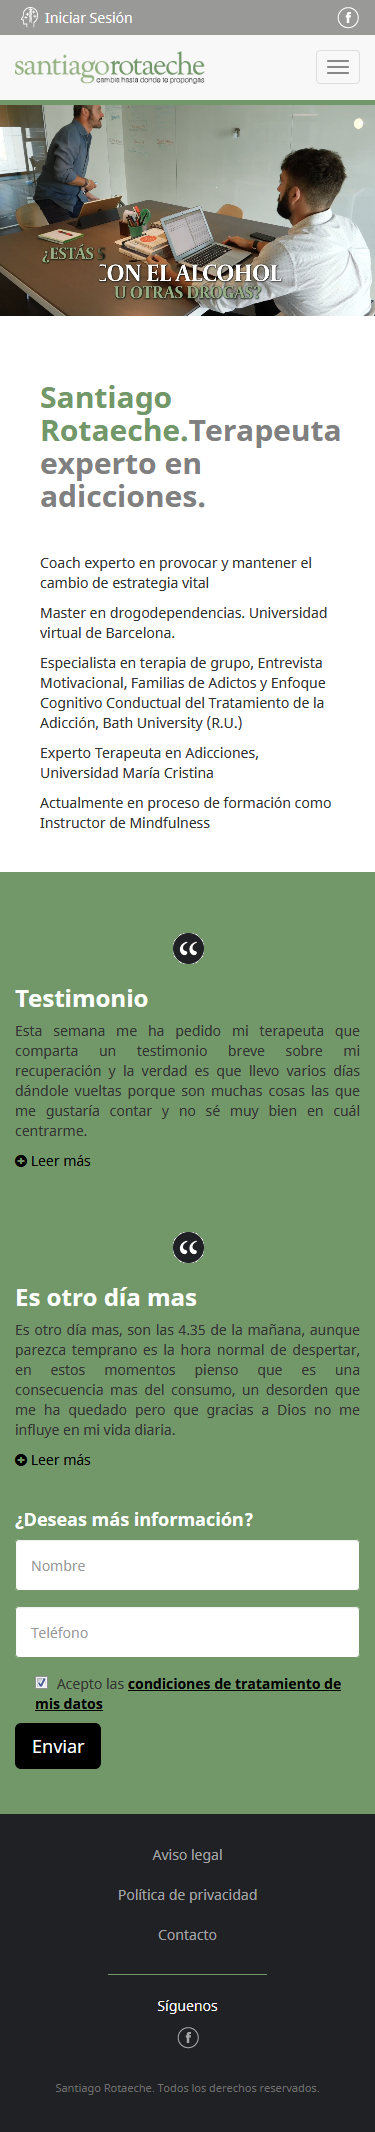 Iniciar Sesión
santiagorotaeche
cambia hasta donde te propongas
¿ESTÁS
CON EL ALCOHOL
U OTRAS DROGAS?
Santiago
Rotaeche.Terapeuta
experto en
adicciones.
Coach experto en provocar y mantener el
cambio de estrategia vital
Master en drogodependencias. Universidad
virtual de Barcelona.
Especialista en terapia de grupo, Entrevista
Motivacional, Familias de Adictos y Enfoque
Cognitivo Conductual del Tratamiento de la
Adicción, Bath University (R.U.)
Experto Terapeuta en Adicciones,
Universidad María Cristina
Actualmente en proceso de formación como
Instructor de Mindfulness
Testimonio
Esta semana me ha pedido mi terapeuta que
comparta un testimonio breve sobre mi
recuperación y la verdad es que llevo varios días
dándole vueltas porque son muchas cosas las que
me gustaría contar y no sé muy bien en cuál
centrarme.
Leer más
Es otro día mas
Es otro día mas, son las 4.35 de la mañana, aunque
parezca temprano es la hora normal de despertar,
en estos momentos pienso que es una
consecuencia mas del consumo, un desorden que
me ha quedado pero que gracias a Dios no me
influye en mi vida diaria.
Leer más
¿Deseas más información?
Nombre
Teléfono
Acepto las condiciones de tratamiento de
mis datos
Enviar
Aviso legal
Política de privacidad
Contacto
Síguenos
Santiago Rotaeche. Todos los derechos reservados.